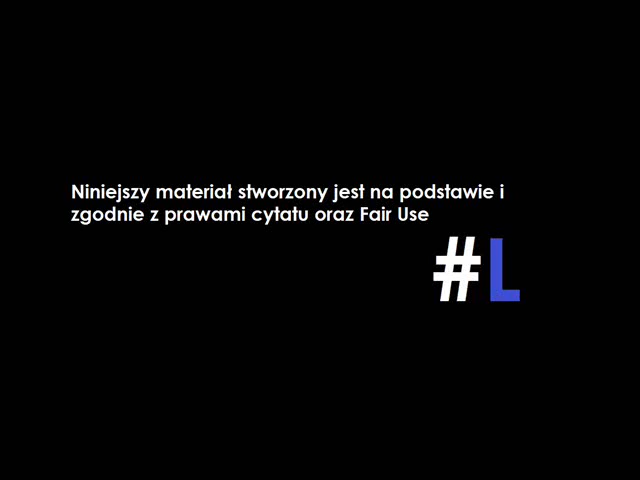 Niniejszy materiał stworzony jest na podstawie i
zgodnie z prawami cytatu oraz Fair Use
#L